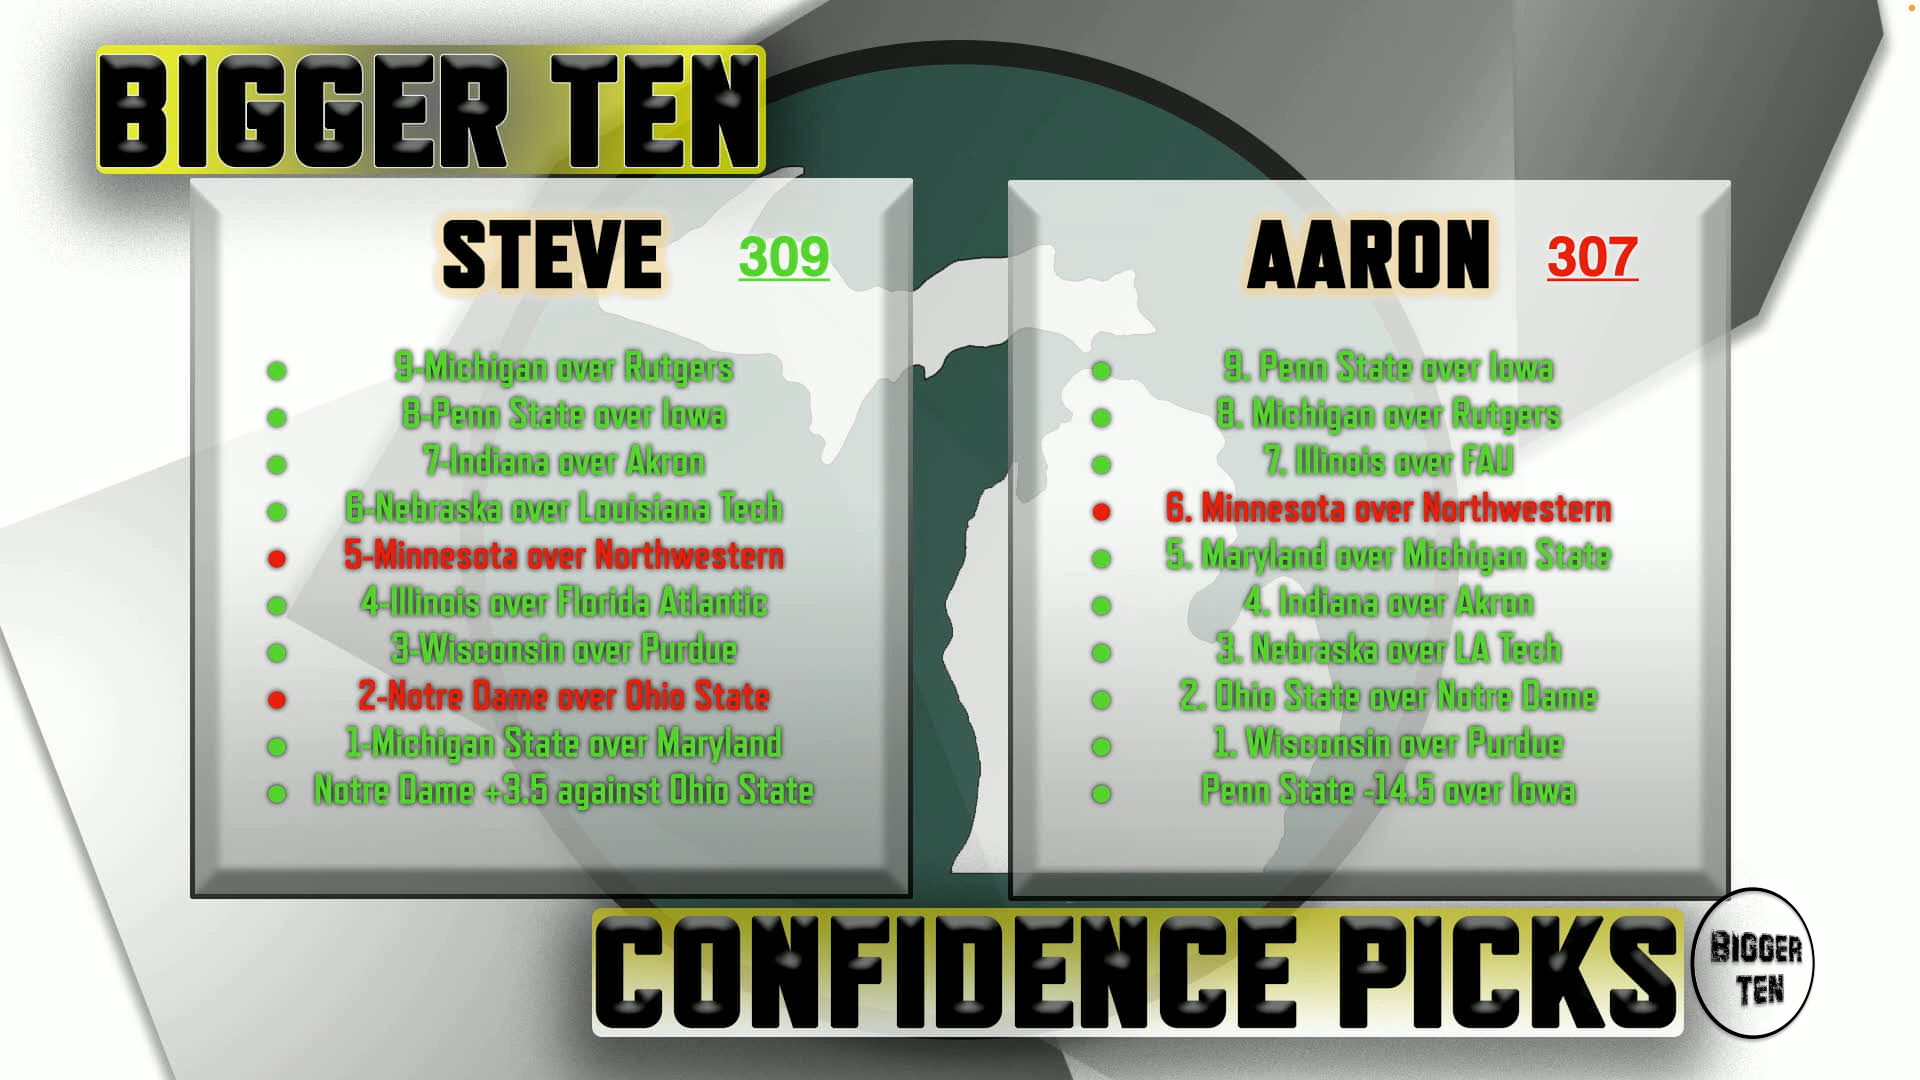 BIGGER TEN
STEVE 309
9-Michigan over Rutgers
8-Penn State over Iowa
7-Indiana over Akron
6-Nebraska over Louisiana Tech
5-Minnesota over Northwestern
4-Illinois over Florida Atlantic
3-Wisconsin over Purdue
2-Notre Dame over Ohio State
1-Michigan State over Maryland
Notre Dame +3.5 against Ohio State
AARON 307
9. Penn State over Iowa
8. Michigan over Rutgers
7. Illinois over FAU
6. Minnesota over Northwestern
5. Maryland over Michigan State
4. Indiana over Akron
3. Nebraska over LA Tech
2. Ohio State over Notre Dame
1. Wisconsin over Purdue
Penn State -14.5 over Iowa
CONFIDENCE PICKS
BIGGER
TEN